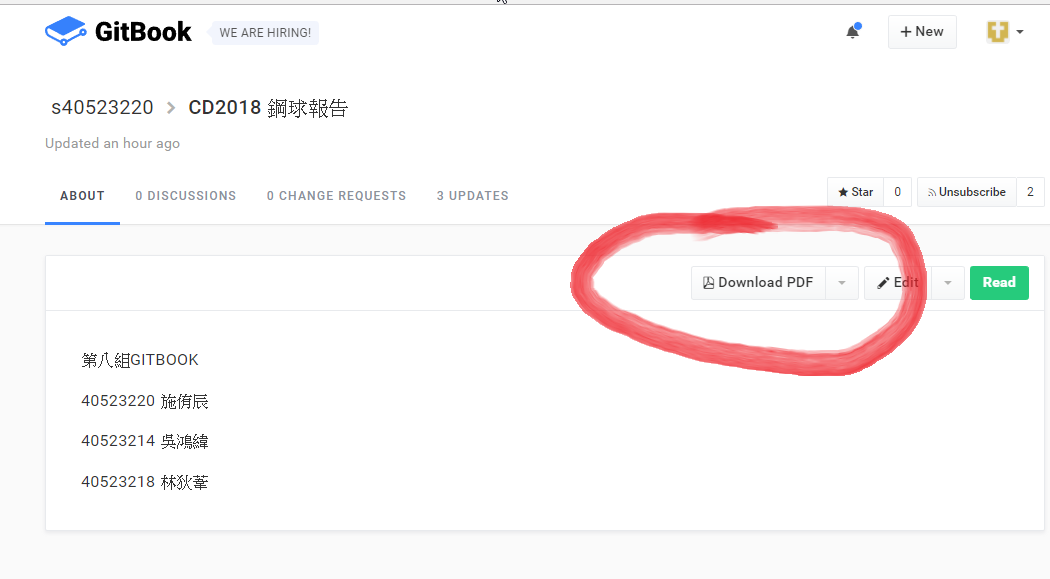 GitBook WE ARE HIRING! + New
s40523220 > CD2018 鋼球報告
Updated an hour ago
ABOUT 0 DISCUSSIONS 0 CHANGE REQUESTS 3 UPDATES Star 0 Unsubscribe 2
Download PDF Edit Read
第八組GITBOOK
40523220 施侑辰
40523214 吳鴻緯
40523218 林狄葦